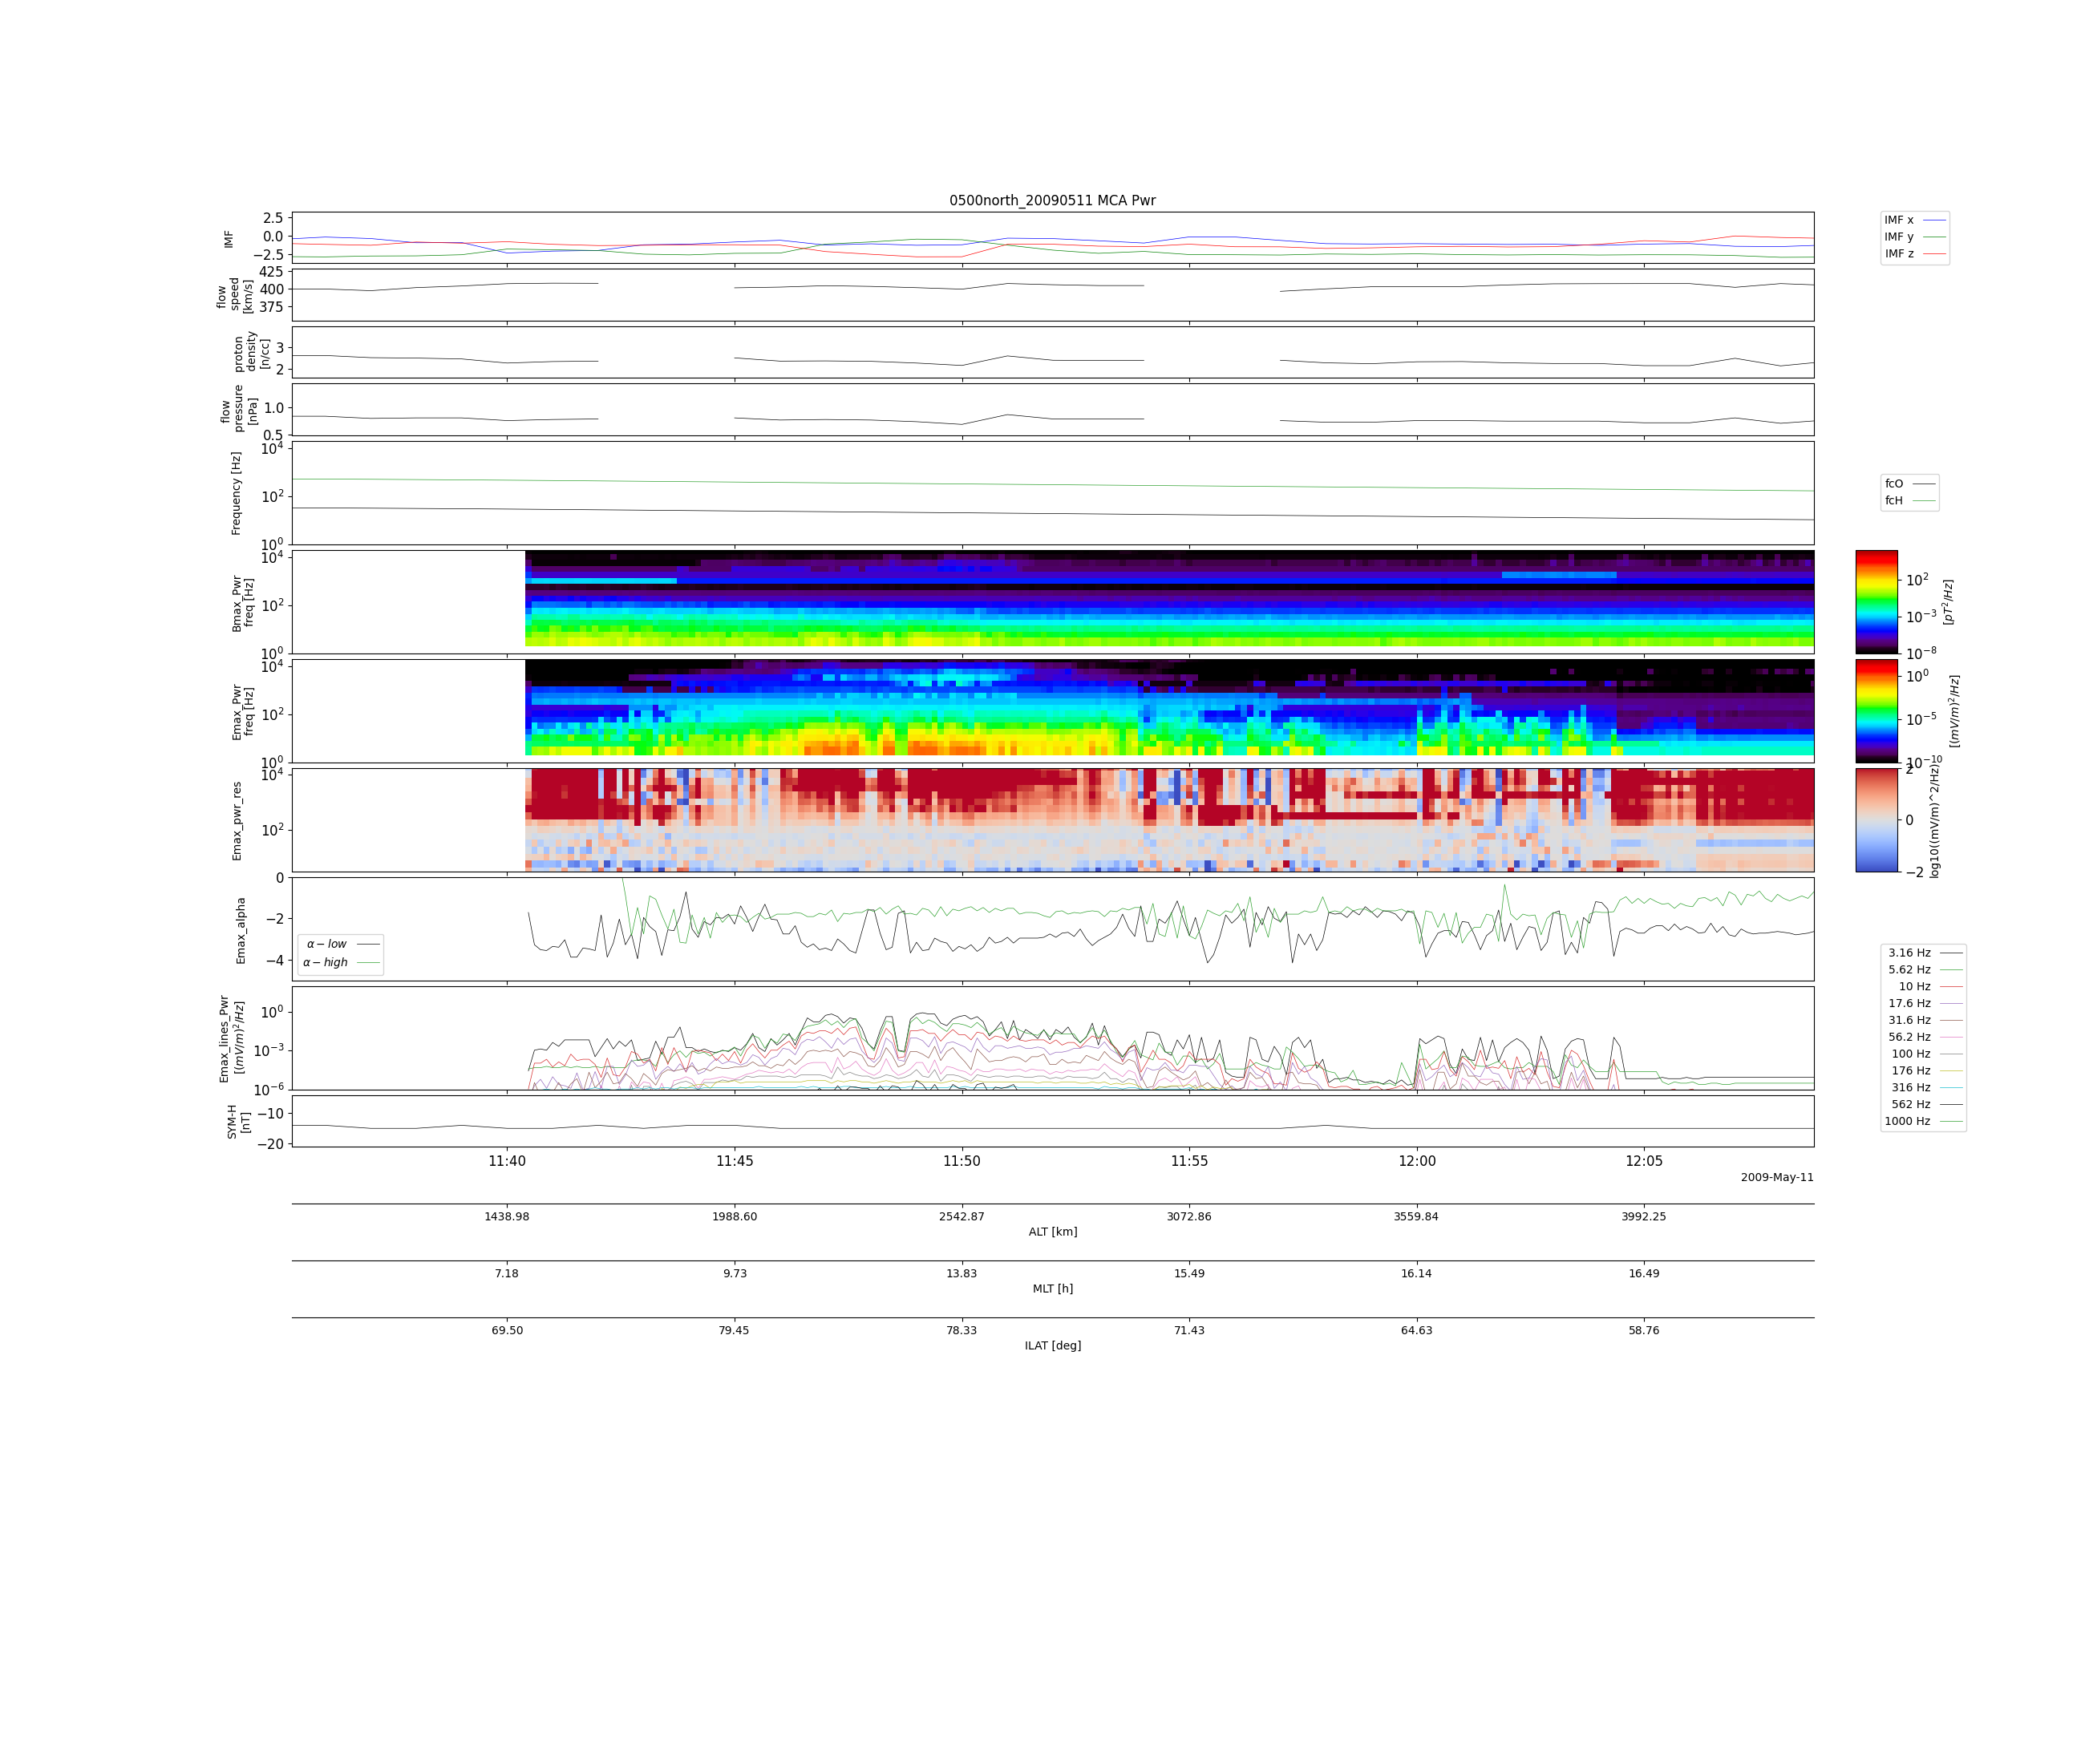 0500north_20090511 MCA Pwr
IMF
2.5
0.0
−2.5
IMF x
IMF y
IMF z
flow
speed
[km/s]
425
400
375
proton
density
[n/cc]
3
2
flow
pressure
[nPa]
1.0
0.5
Frequency [Hz]
10^4
10^2
10^0
fcO
fcH
Bmax_Pwr
freq [Hz]
10^4
10^2
10^0
10^2
10^−3
10^−8
[pT^2/Hz]
Emax_Pwr
freq [Hz]
10^4
10^2
10^0
10^0
10^−5
10^−10
[(mV/m)^2/Hz]
Emax_pwr_res
10^4
10^2
2
0
−2
log10((mV/m)^2/Hz)
Emax_alpha
0
−2
−4
α − low
α − high
Emax_lines_Pwr
[(mV/m)^2/Hz]
10^0
10^−3
10^−6
3.16 Hz
5.62 Hz
10 Hz
17.6 Hz
31.6 Hz
56.2 Hz
100 Hz
176 Hz
316 Hz
562 Hz
1000 Hz
SYM-H
[nT]
−10
−20
11:40 11:45 11:50 11:55 12:00 12:05
2009-May-11
1438.98 1988.60 2542.87 3072.86 3559.84 3992.25
ALT [km]
7.18 9.73 13.83 15.49 16.14 16.49
MLT [h]
69.50 79.45 78.33 71.43 64.63 58.76
ILAT [deg]